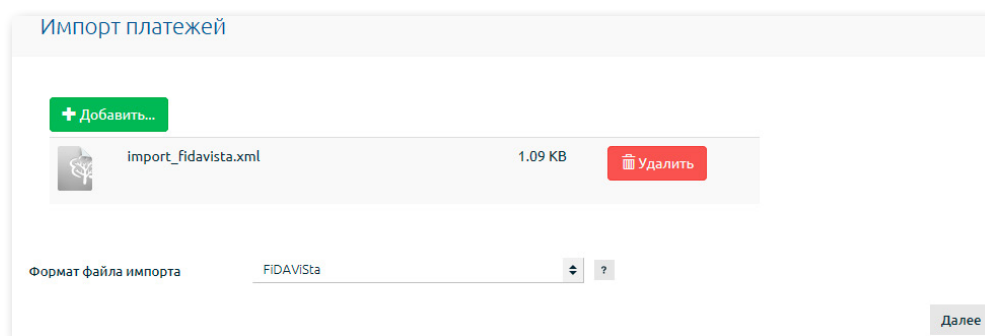 Импорт платежей
Добавить...
import_fidavista.xml 1.09 KB Удалить
Формат файла импорта FiDAViSta ?
Далее